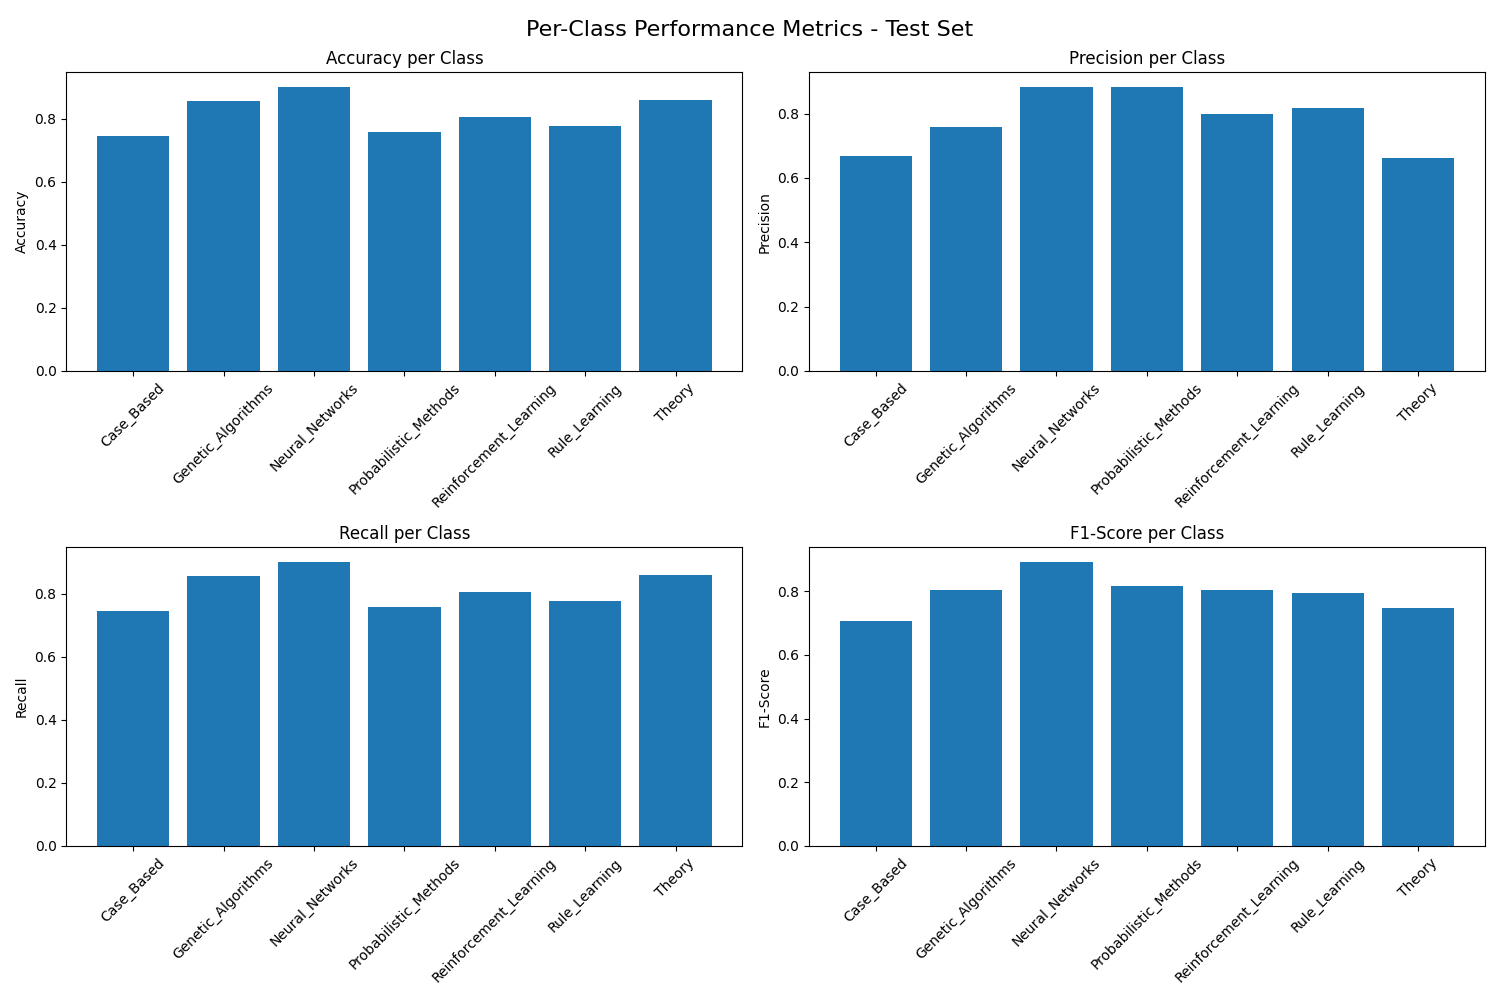 Per-Class Performance Metrics - Test Set
Accuracy per Class
Accuracy
0.8
0.6
0.4
0.2
0.0
Case_Based
Genetic_Algorithms
Neural_Networks
Probabilistic_Methods
Reinforcement_Learning
Rule_Learning
Theory
Precision per Class
Precision
0.8
0.6
0.4
0.2
0.0
Case_Based
Genetic_Algorithms
Neural_Networks
Probabilistic_Methods
Reinforcement_Learning
Rule_Learning
Theory
Recall per Class
Recall
0.8
0.6
0.4
0.2
0.0
Case_Based
Genetic_Algorithms
Neural_Networks
Probabilistic_Methods
Reinforcement_Learning
Rule_Learning
Theory
F1-Score per Class
F1-Score
0.8
0.6
0.4
0.2
0.0
Case_Based
Genetic_Algorithms
Neural_Networks
Probabilistic_Methods
Reinforcement_Learning
Rule_Learning
Theory